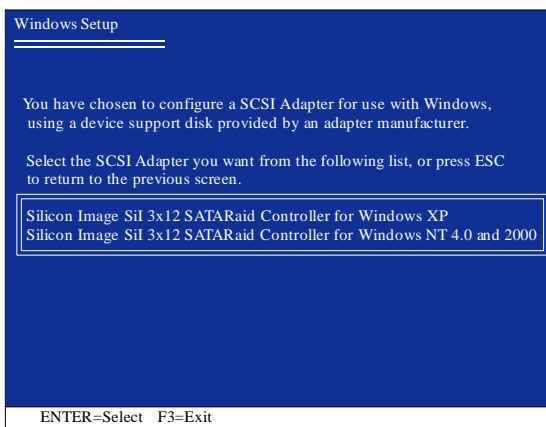 Windows Setup
You have chosen to configure a SCSI Adapter for use with Windows,
using a device support disk provided by an adapter manufacturer.
Select the SCSI Adapter you want from the following list, or press ESC
to return to the previous screen.
Silicon Image SiI 3x12 SATARaid Controller for Windows XP
Silicon Image SiI 3x12 SATARaid Controller for Windows NT 4.0 and 2000
ENTER=Select F3=Exit